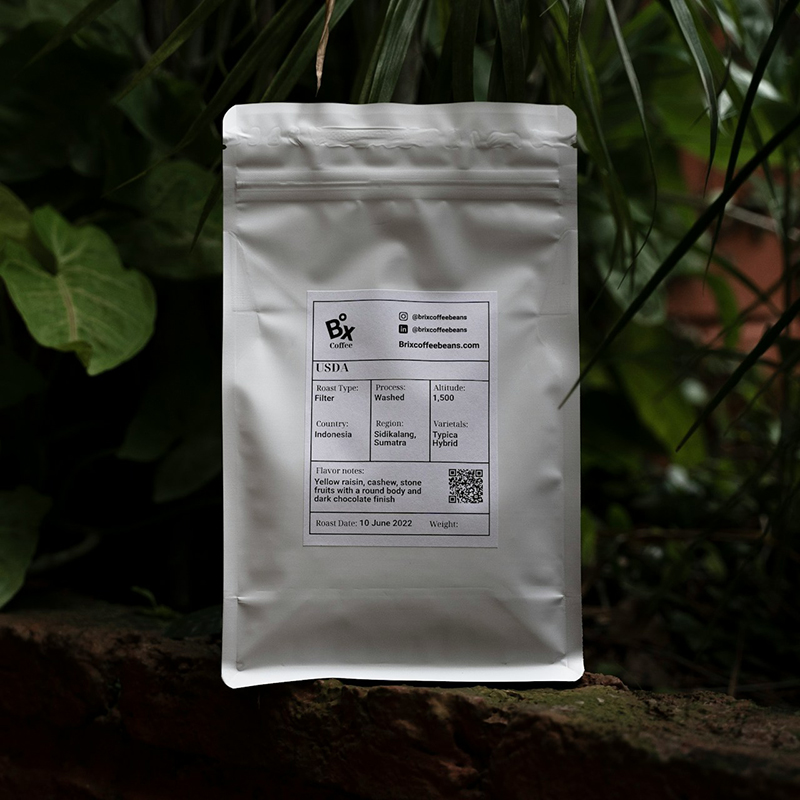 Box
Coffee
@brixcoffeebeans
@brixcoffeebeans
Brixcoffeebeans.com
USDA
Roast Type:
Filter
Process:
Washed
Altitude:
1,500
Country:
Indonesia
Region:
Sidikalang,
Sumatra
Varietals:
Typica
Hybrid
Flavor notes:
Yellow raisin, cashew, stone
fruits with a round body and
dark chocolate finish
Roast Date: 10 June 2022 Weight: